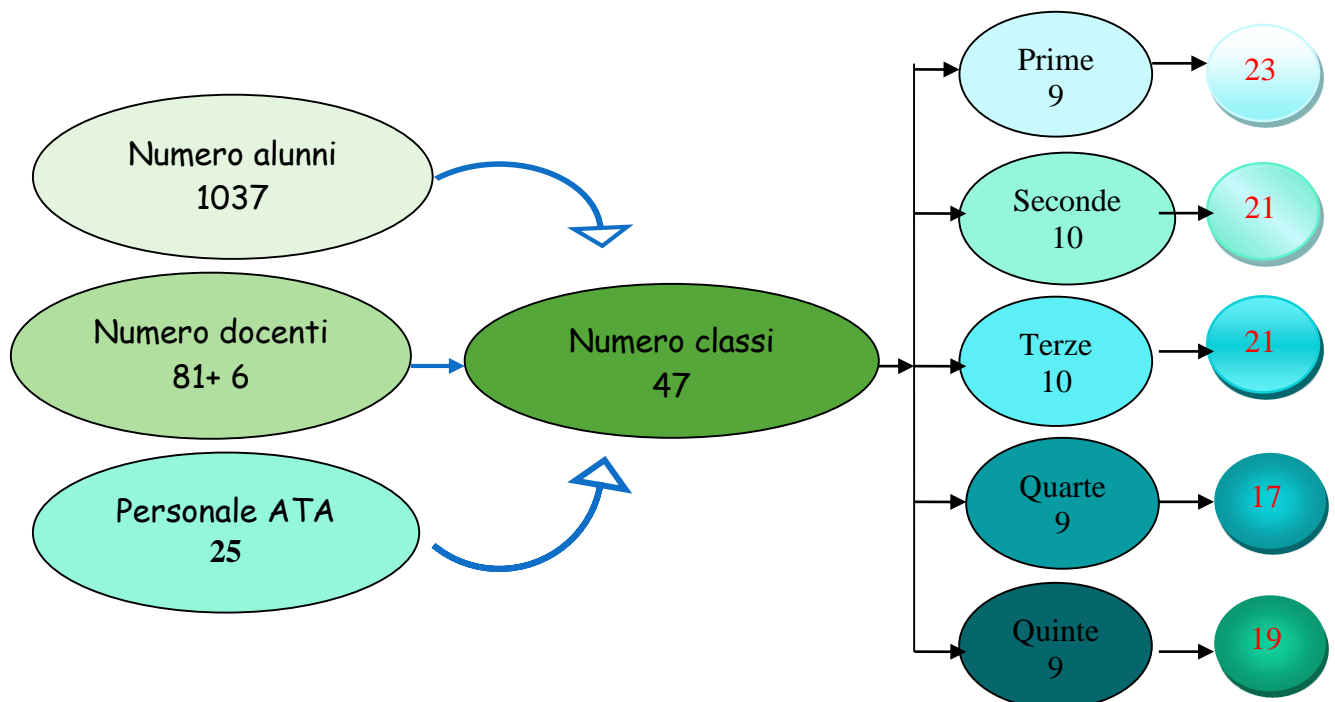 Numero alunni
1037
Numero docenti
81+ 6
Personale ATA
25
Numero classi
47
Prime
9
23
Seconde
10
21
Terze
10
21
Quarte
9
17
Quinte
9
19